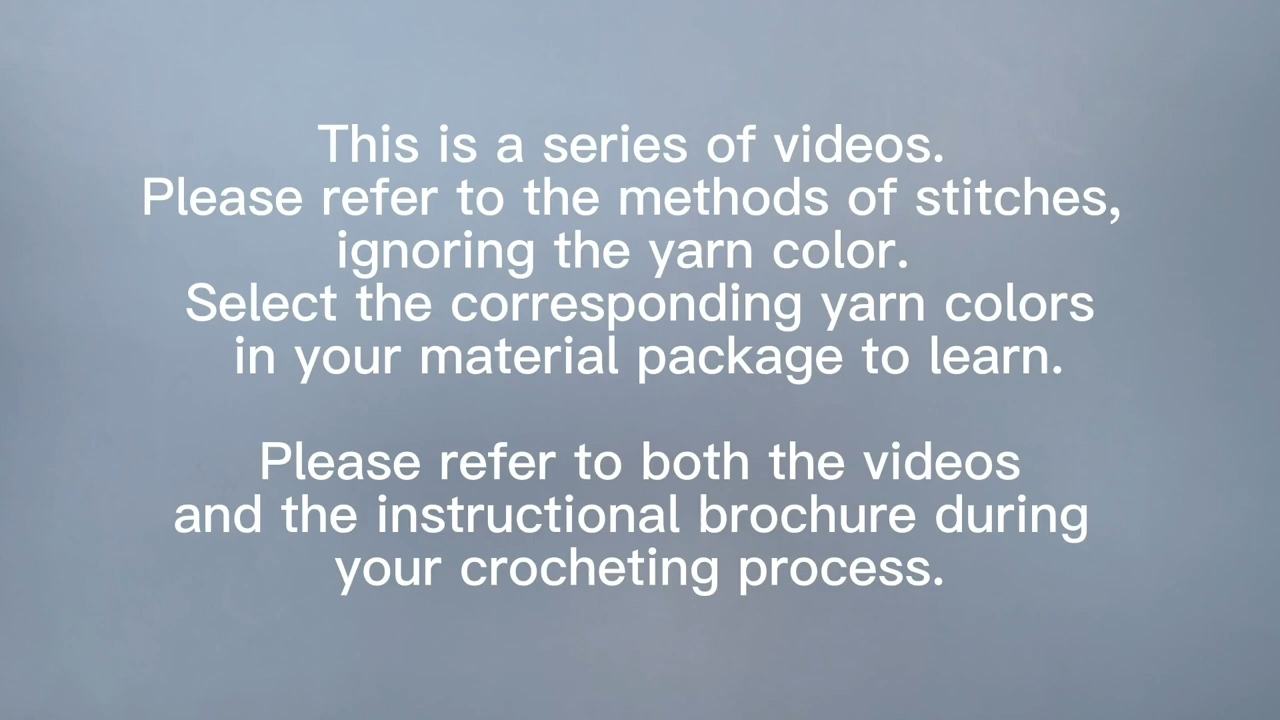 This is a series of videos.
Please refer to the methods of stitches,
ignoring the yarn color.
Select the corresponding yarn colors
in your material package to learn.
Please refer to both the videos
and the instructional brochure during
your crocheting process.